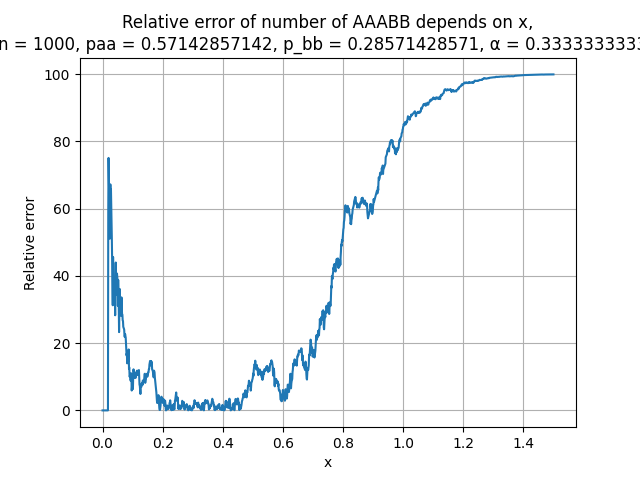 Relative error of number of AAABB depends on x,
n = 1000, paa = 0.57142857142, p_bb = 0.28571428571, α = 0.3333333333
100
80
60
40
20
0
Relative error
0.0 0.2 0.4 0.6 0.8 1.0 1.2 1.4
x